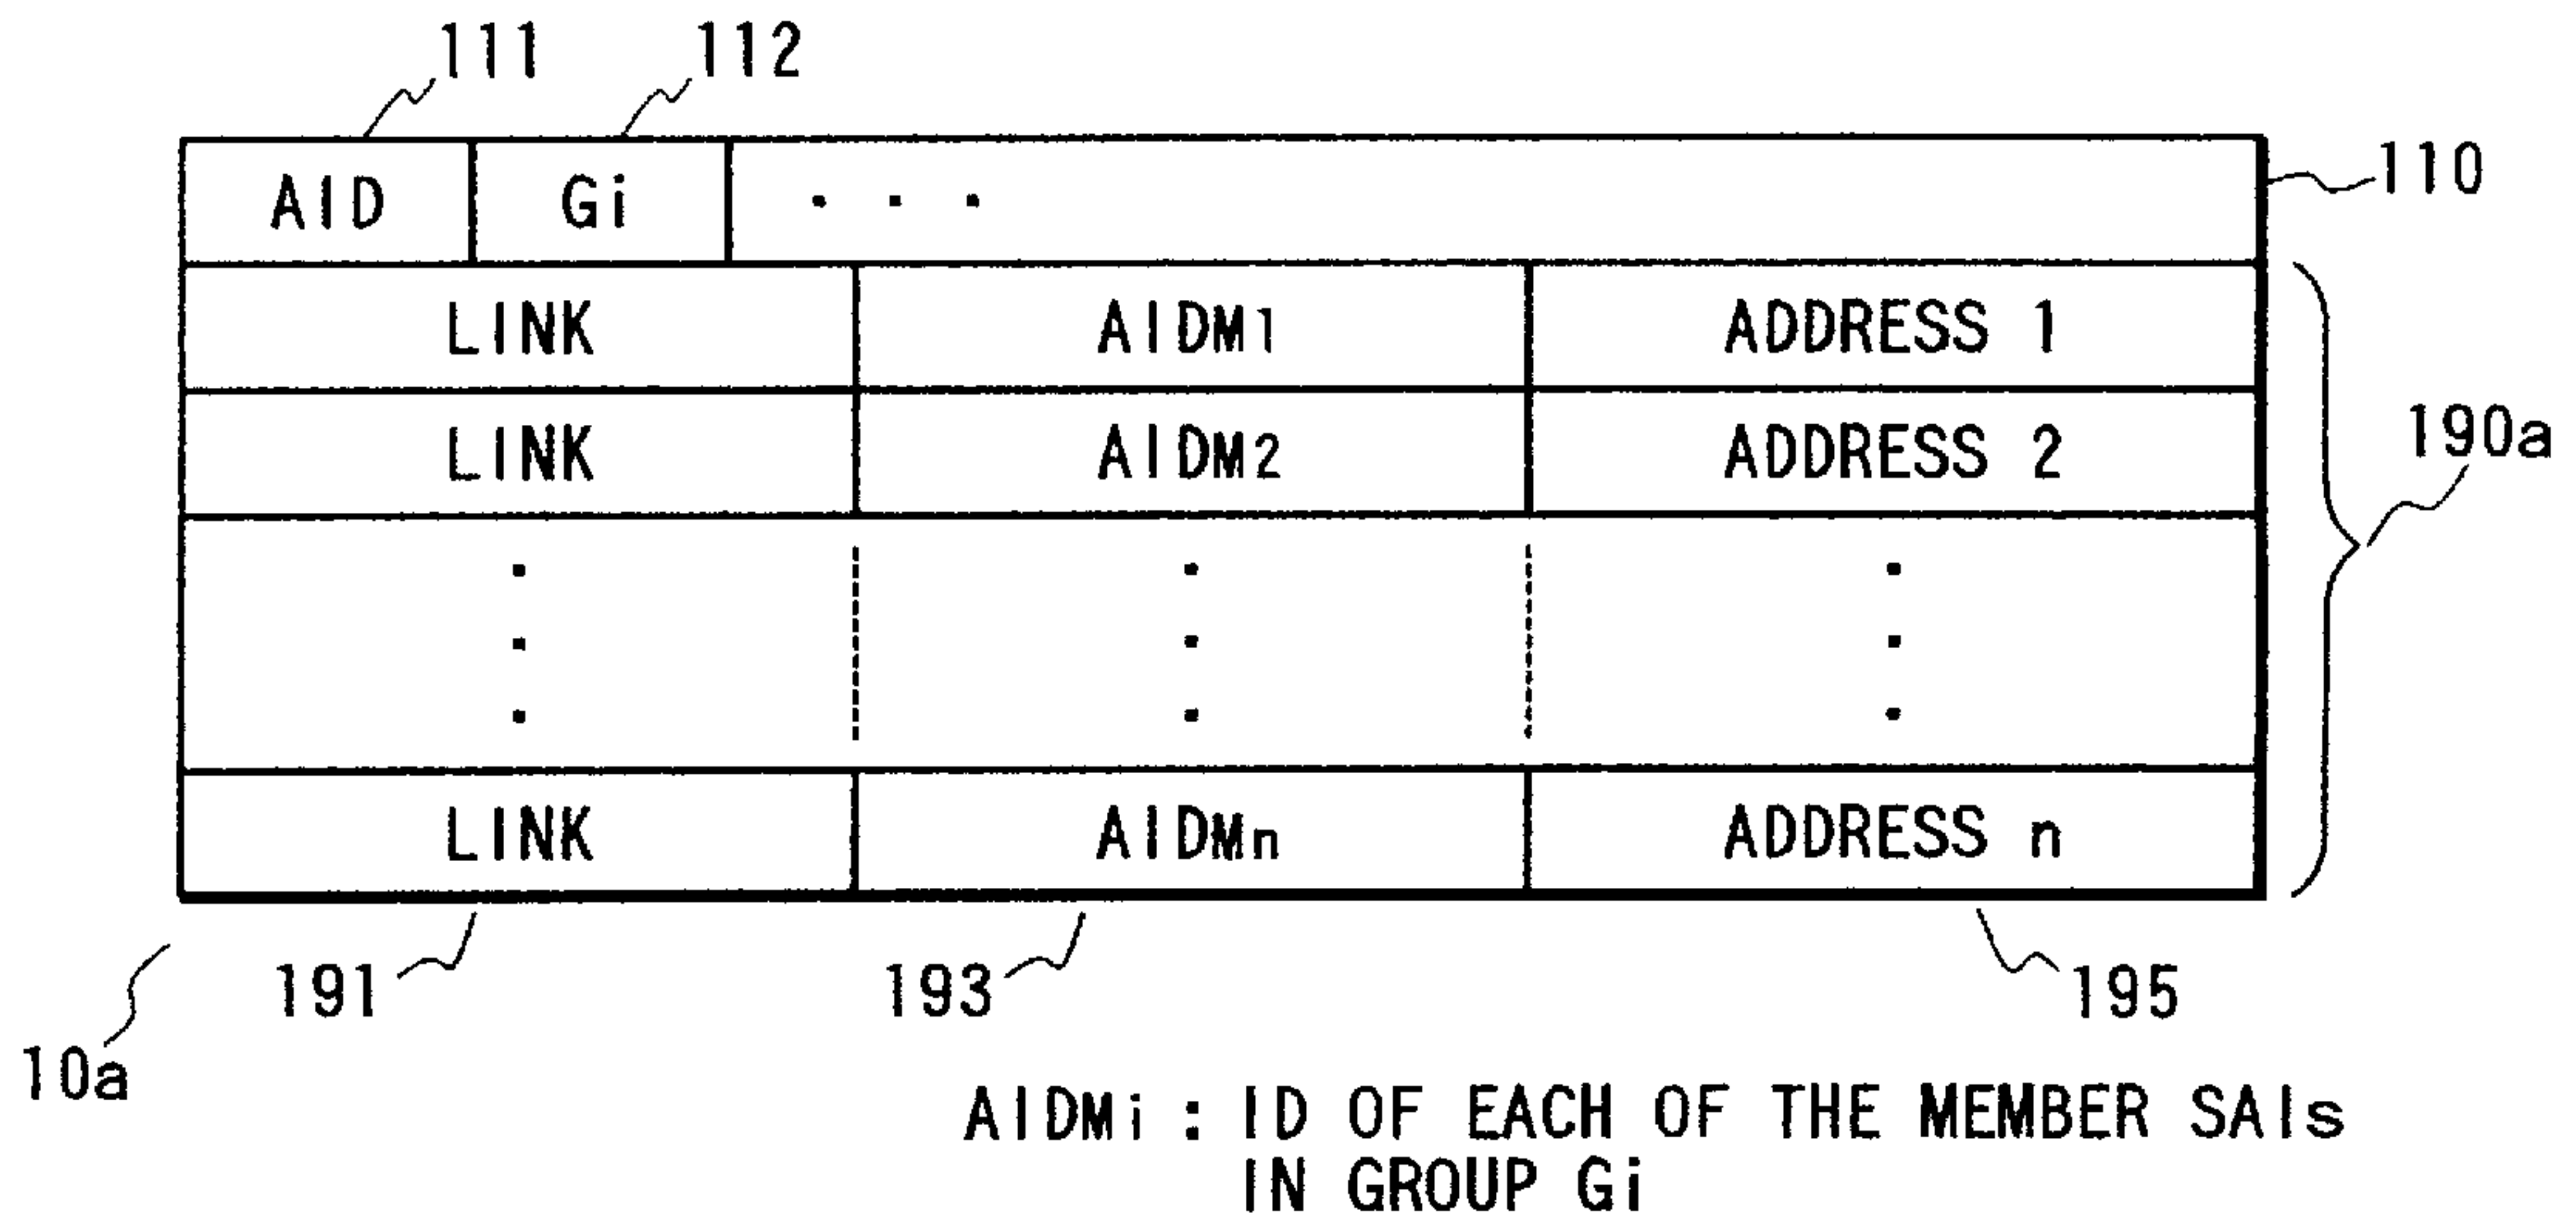 111 112
AID Gi . . . 110
LINK AIDM1 ADDRESS 1
LINK AIDM2 ADDRESS 2
190a
LINK AIDMn ADDRESS n
191 193 195
10a
AIDMi : ID OF EACH OF THE MEMBER SAIs
IN GROUP Gi